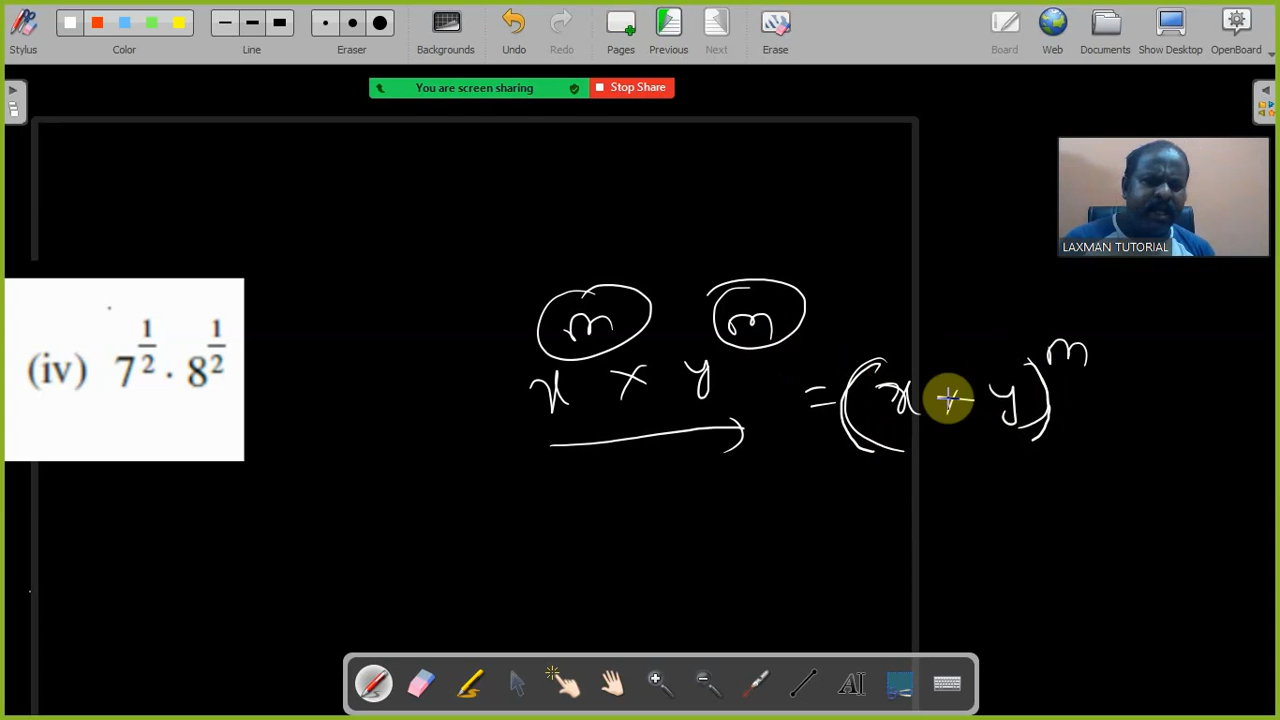 Stylus
Color
Line
Eraser
Backgrounds
Undo
Redo
Pages
Previous
Next
Erase
Board
Web
Documents
Show Desktop
OpenBoard
You are screen sharing
Stop Share
LAXMAN TUTORIAL
(iv) 7^{1/2} · 8^{1/2}
x^m × y^m = (x + y)^m
AI